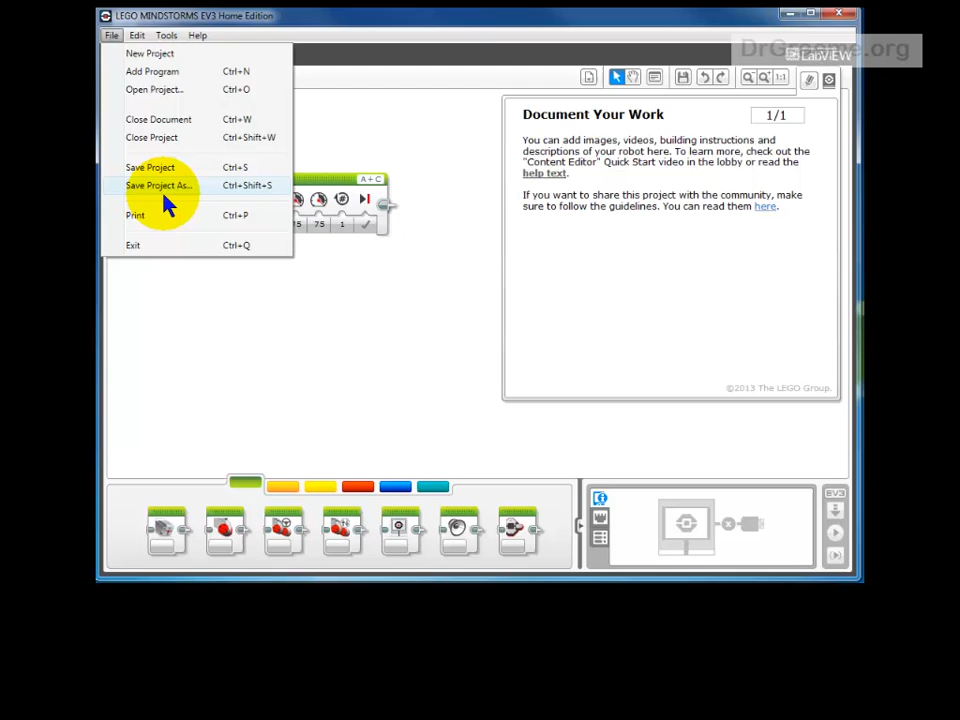 LEGO MINDSTORMS EV3 Home Edition
File Edit Tools Help
DrGraeme.org
LabVIEW
New Project
Add Program Ctrl+N
Open Project... Ctrl+O
Close Document Ctrl+W
Close Project Ctrl+Shift+W
Save Project Ctrl+S
Save Project As... Ctrl+Shift+S
Print Ctrl+P
Exit Ctrl+Q
1:1
A + C
75 75 1
Document Your Work 1/1
You can add images, videos, building instructions and
descriptions of your robot here. To learn more, check out the
"Content Editor" Quick Start video in the lobby or read the
help text.
If you want to share this project with the community, make
sure to follow the guidelines. You can read them here.
©2013 The LEGO Group.
EV3